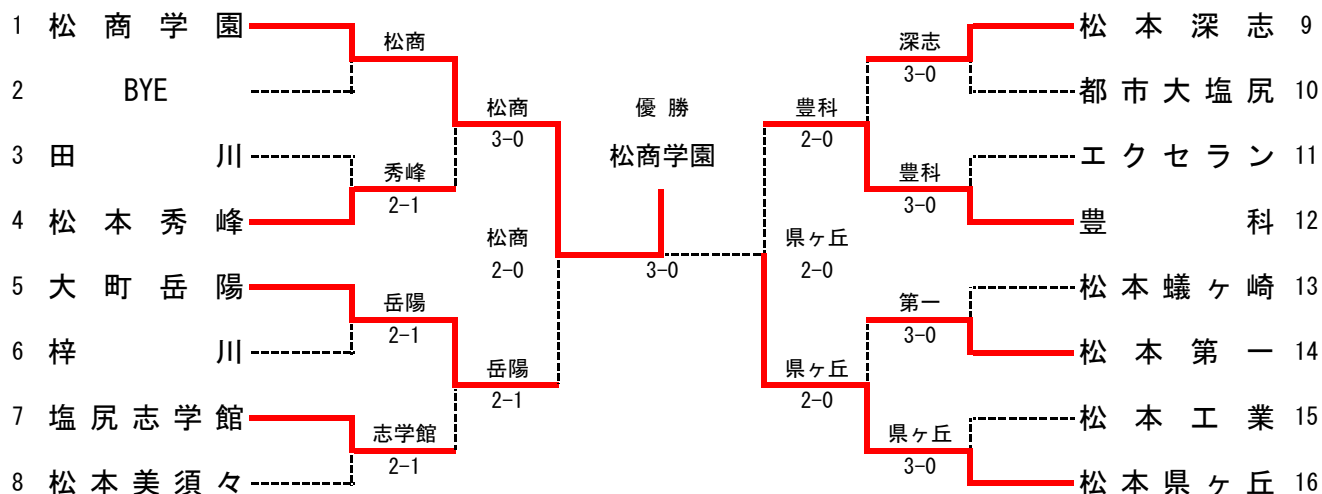 1 松商学園
2 BYE
3 田川
4 松本秀峰
5 大町岳陽
6 梓川
7 塩尻志学館
8 松本美須々
松商
秀峰
2-1
岳陽
2-1
志学館
2-1
松商
3-0
岳陽
2-1
松商
2-0
優勝
松商学園
3-0
県ヶ丘
2-0
豊科
2-0
県ヶ丘
2-0
深志
3-0
豊科
3-0
第一
3-0
県ヶ丘
3-0
松本深志 9
都市大塩尻 10
エクセラン 11
豊科 12
松本蟻ヶ崎 13
松本第一 14
松本工業 15
松本県ヶ丘 16